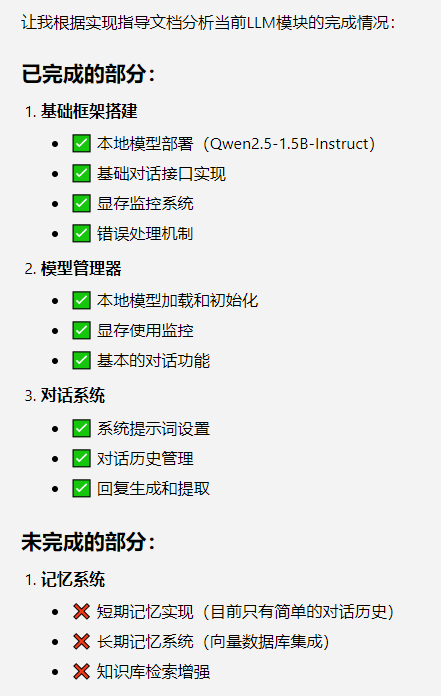 让我根据实现指导文档分析当前LLM模块的完成情况：
已完成的部分：
1. 基础框架搭建
• ✅ 本地模型部署（Qwen2.5-1.5B-Instruct）
• ✅ 基础对话接口实现
• ✅ 显存监控系统
• ✅ 错误处理机制
2. 模型管理器
• ✅ 本地模型加载和初始化
• ✅ 显存使用监控
• ✅ 基本的对话功能
3. 对话系统
• ✅ 系统提示词设置
• ✅ 对话历史管理
• ✅ 回复生成和提取
未完成的部分：
1. 记忆系统
• ❌ 短期记忆实现（目前只有简单的对话历史）
• ❌ 长期记忆系统（向量数据库集成）
• ❌ 知识库检索增强